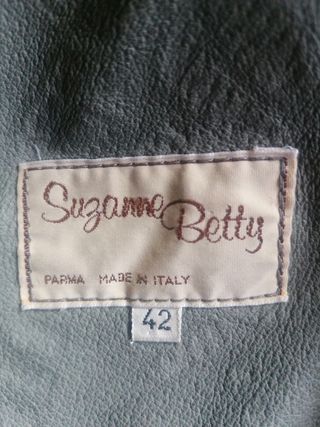 Suzanne
Betty
PARMA MADE IN ITALY
42